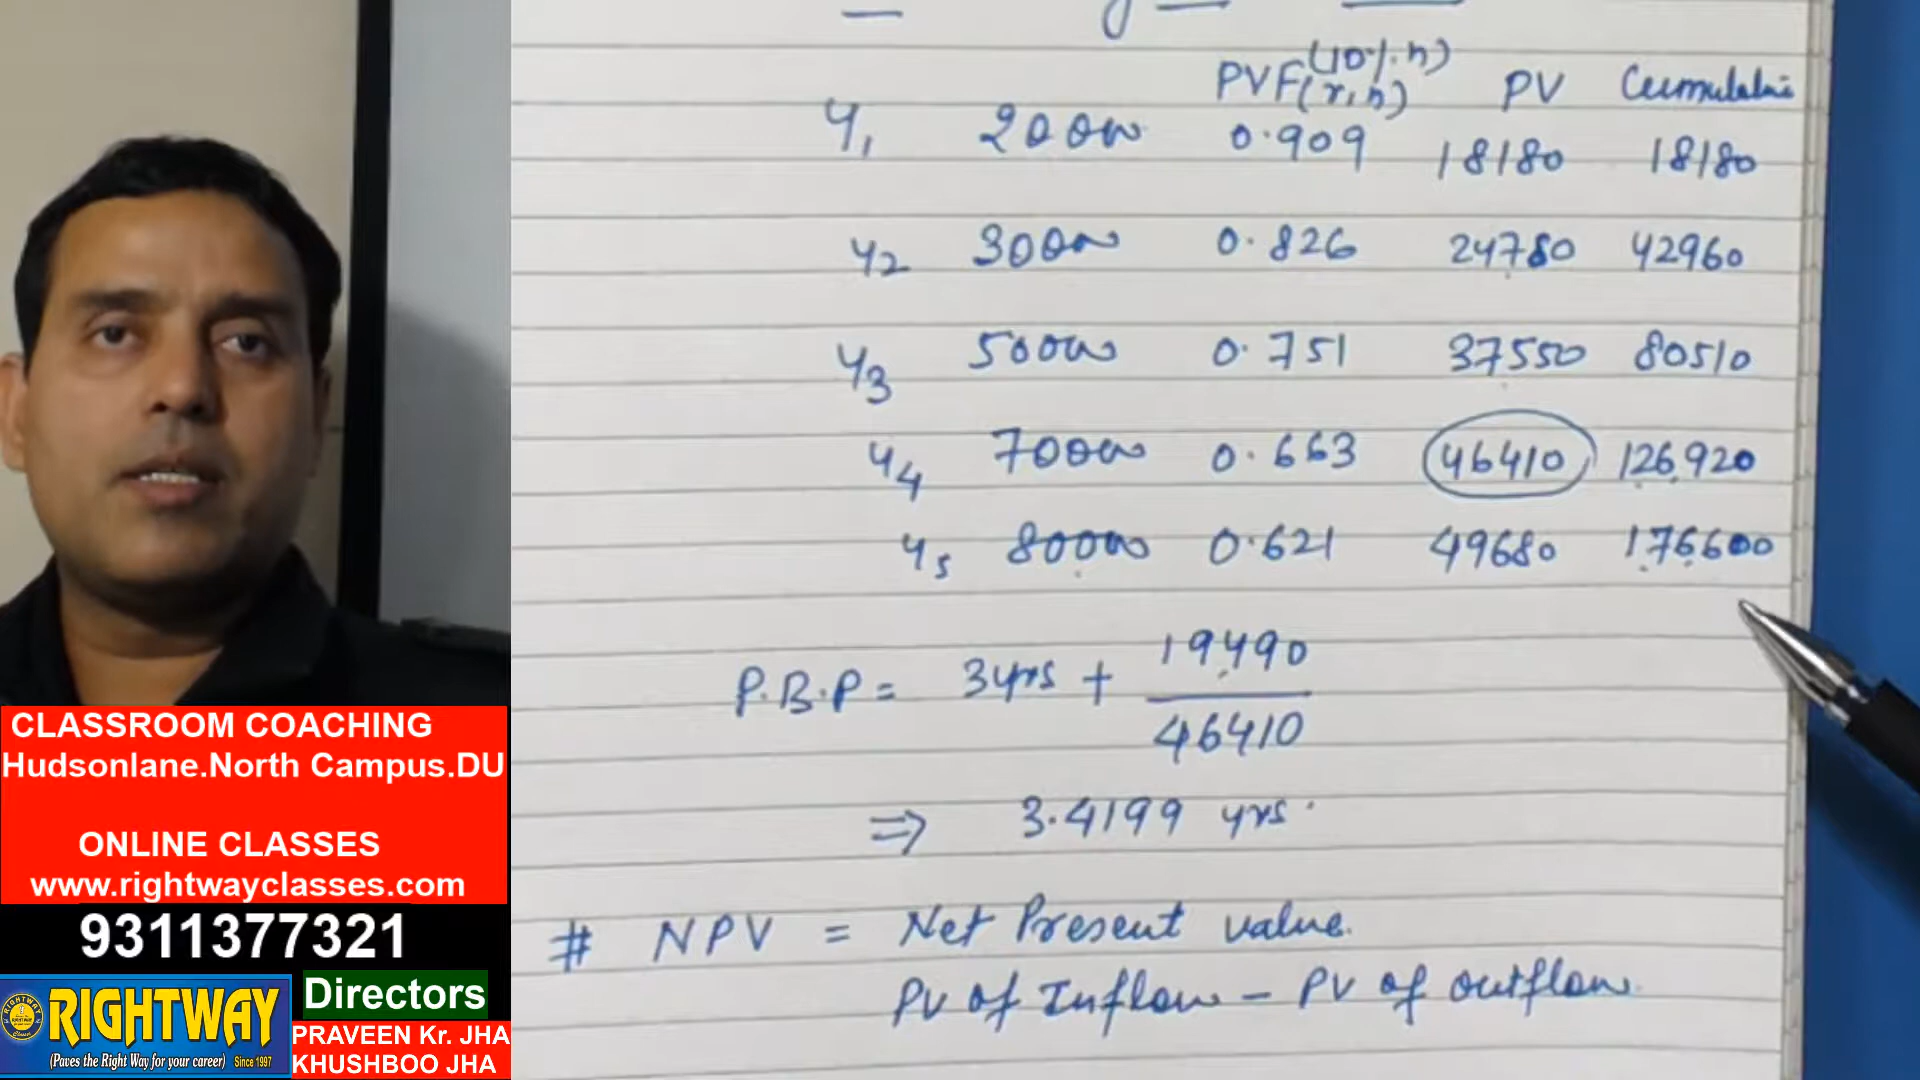 (10%.n)
PVF(r,n) PV Cumulative
Y1 20000 0.909 18180 18180
Y2 30000 0.826 24780 42960
Y3 50000 0.751 37550 80510
Y4 70000 0.663 46410 126,920
Y5 80000 0.621 49680 176600
P.B.P = 3yrs + 19490
46410
⇒ 3.4199 yrs.
# NPV = Net Present value.
PV of Inflow - PV of outflow
CLASSROOM COACHING
Hudsonlane.North Campus.DU
ONLINE CLASSES
www.rightwayclasses.com
9311377321
RIGHTWAY
(Paves the Right Way for your career) Since 1997
Directors
PRAVEEN Kr. JHA
KHUSHBOO JHA